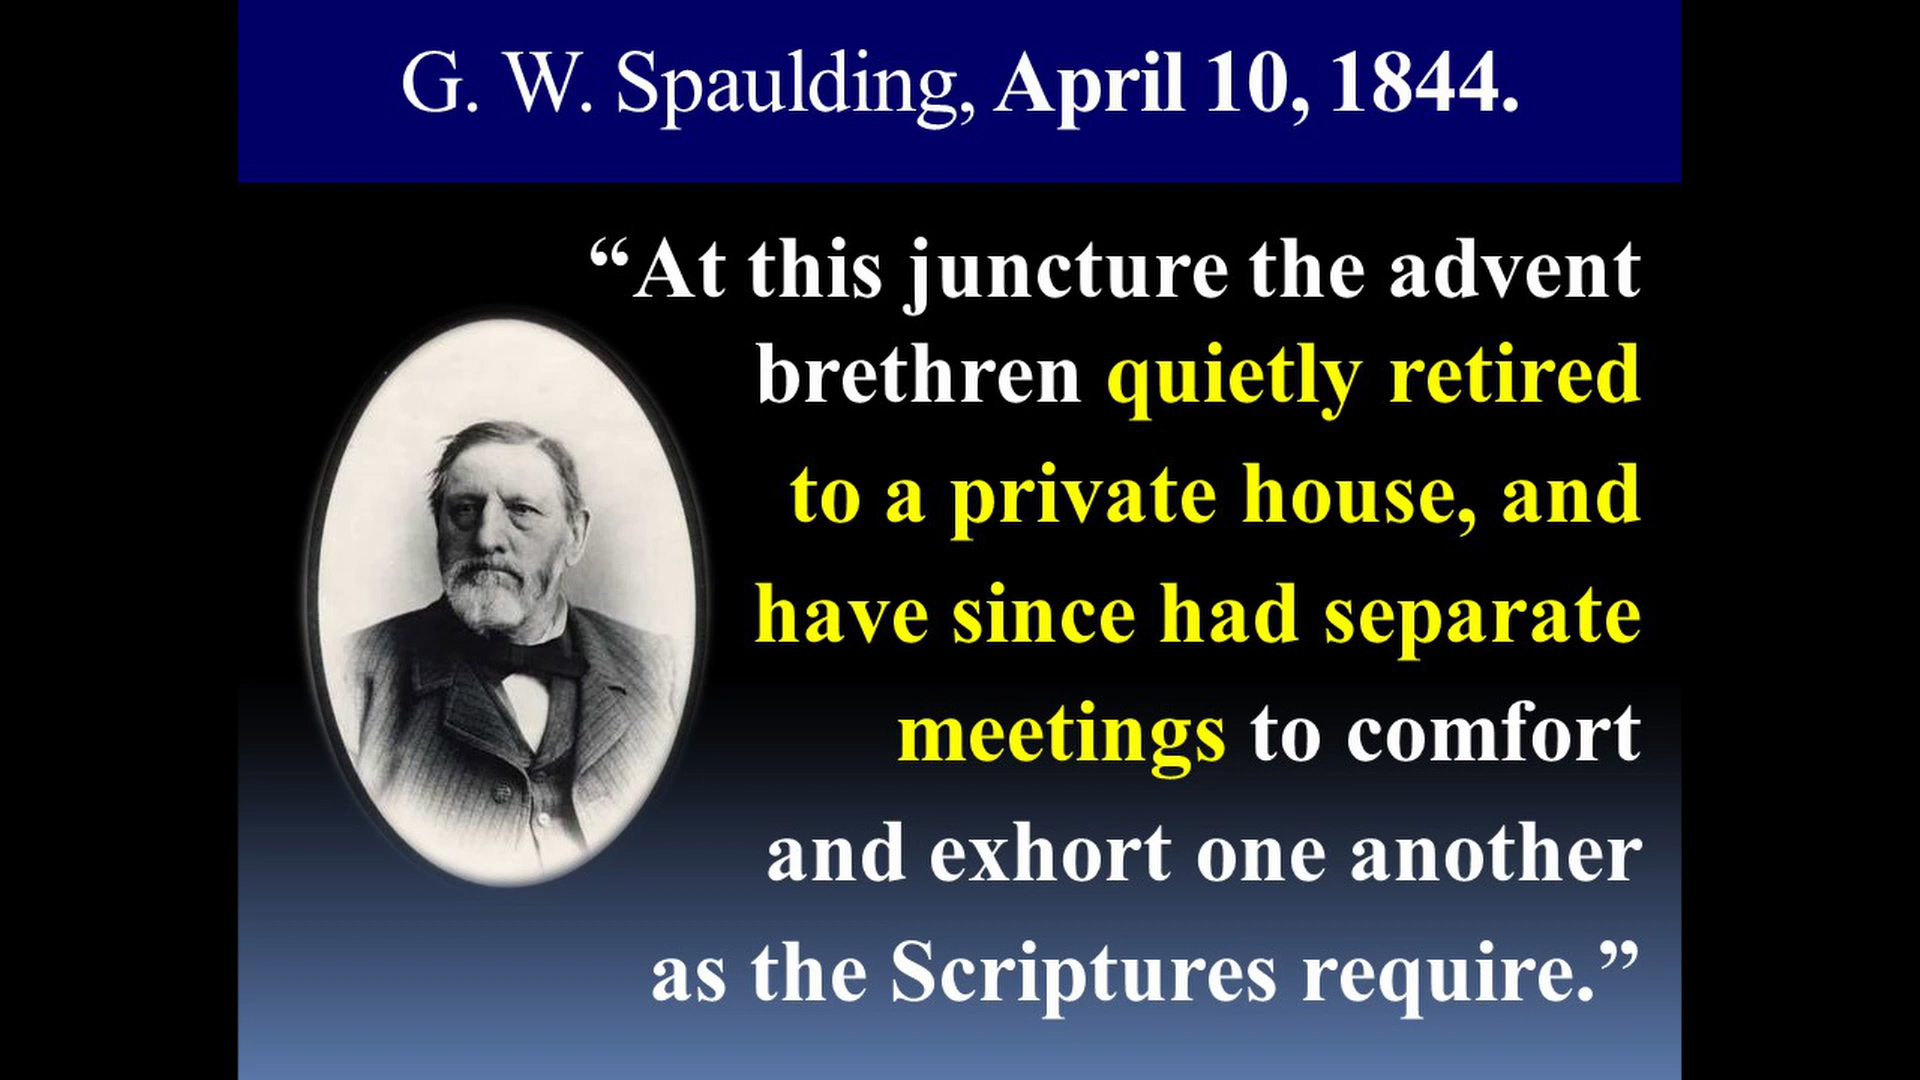 G. W. Spaulding, April 10, 1844.
“At this juncture the advent
brethren quietly retired
to a private house, and
have since had separate
meetings to comfort
and exhort one another
as the Scriptures require.”